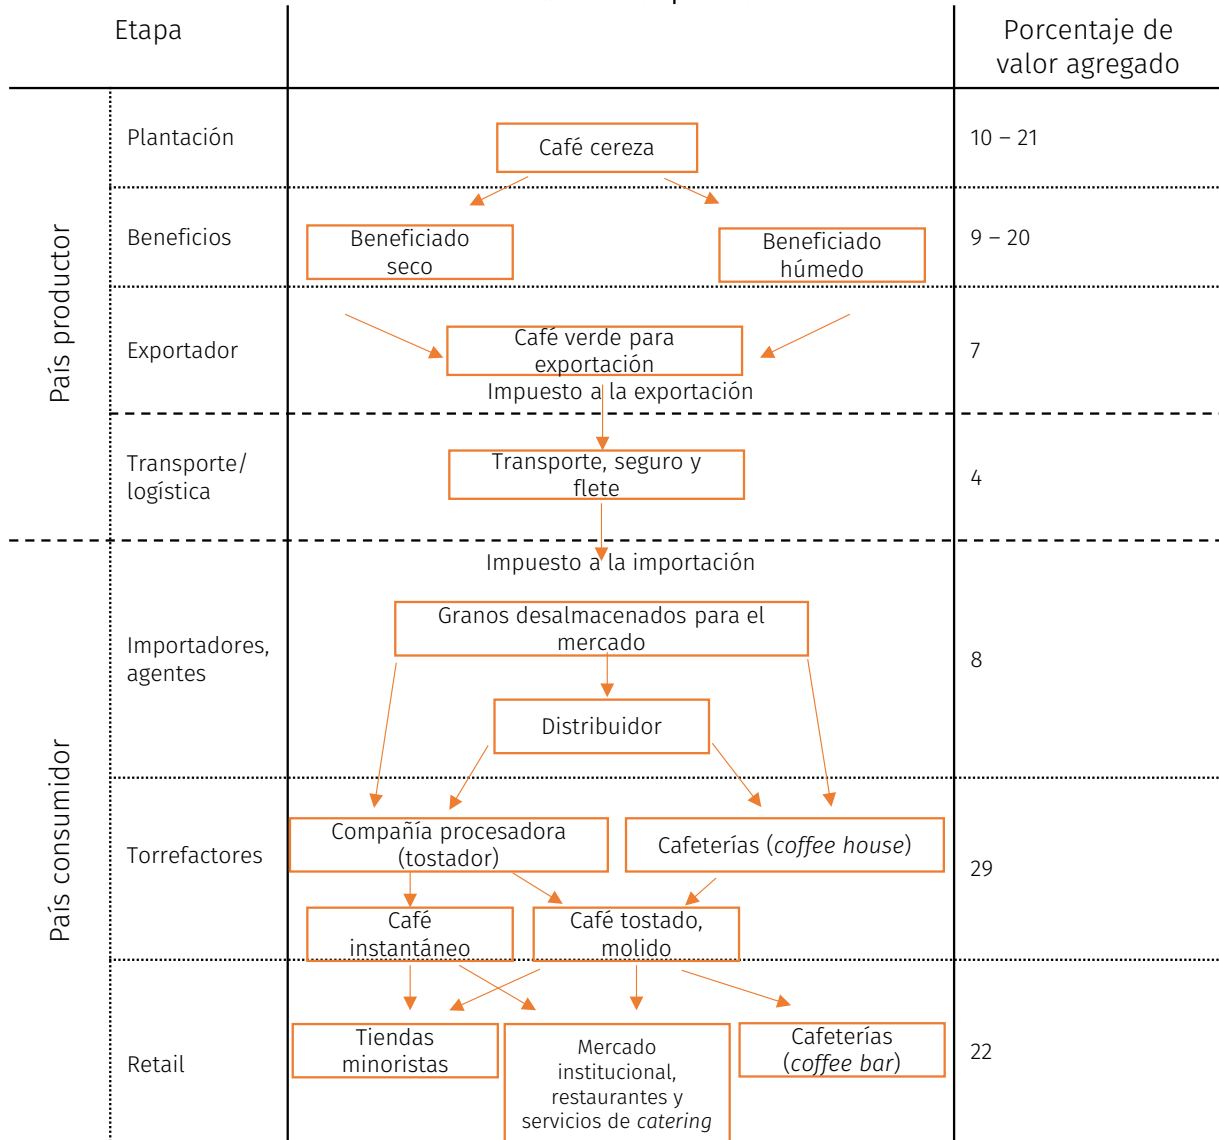 Etapa
Porcentaje de
valor agregado
País productor
Plantación
Café cereza
10 – 21
Beneficios
Beneficiado
seco
Beneficiado
húmedo
9 – 20
Exportador
Café verde para
exportación
Impuesto a la exportación
7
Transporte/
logística
Transporte, seguro y
flete
4
País consumidor
Impuesto a la importación
Importadores,
agentes
Granos desalmacenados para el
mercado
Distribuidor
8
Torrefactores
Compañía procesadora
(tostador)
Cafeterías (coffee house)
29
Café
instantáneo
Café tostado,
molido
Retail
Tiendas
minoristas
Mercado
institucional,
restaurantes y
servicios de catering
Cafeterías
(coffee bar)
22